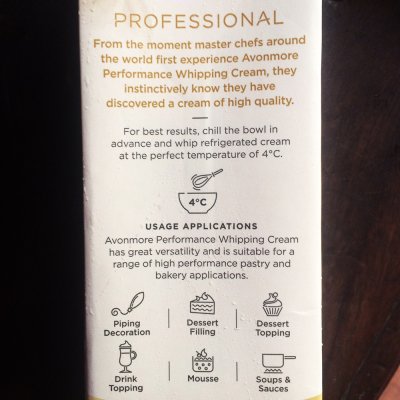 PROFESSIONAL
From the moment master chefs around
the world first experience Avonmore
Performance Whipping Cream, they
instinctively know they have
discovered a cream of high quality.
For best results, chill the bowl in
advance and whip refrigerated cream
at the perfect temperature of 4°C.
4°C
USAGE APPLICATIONS
Avonmore Performance Whipping Cream
has great versatility and is suitable for a
range of high performance pastry and
bakery applications.
Piping
Decoration
Dessert
Filling
Dessert
Topping
Drink
Topping
Mousse
Soups &
Sauces